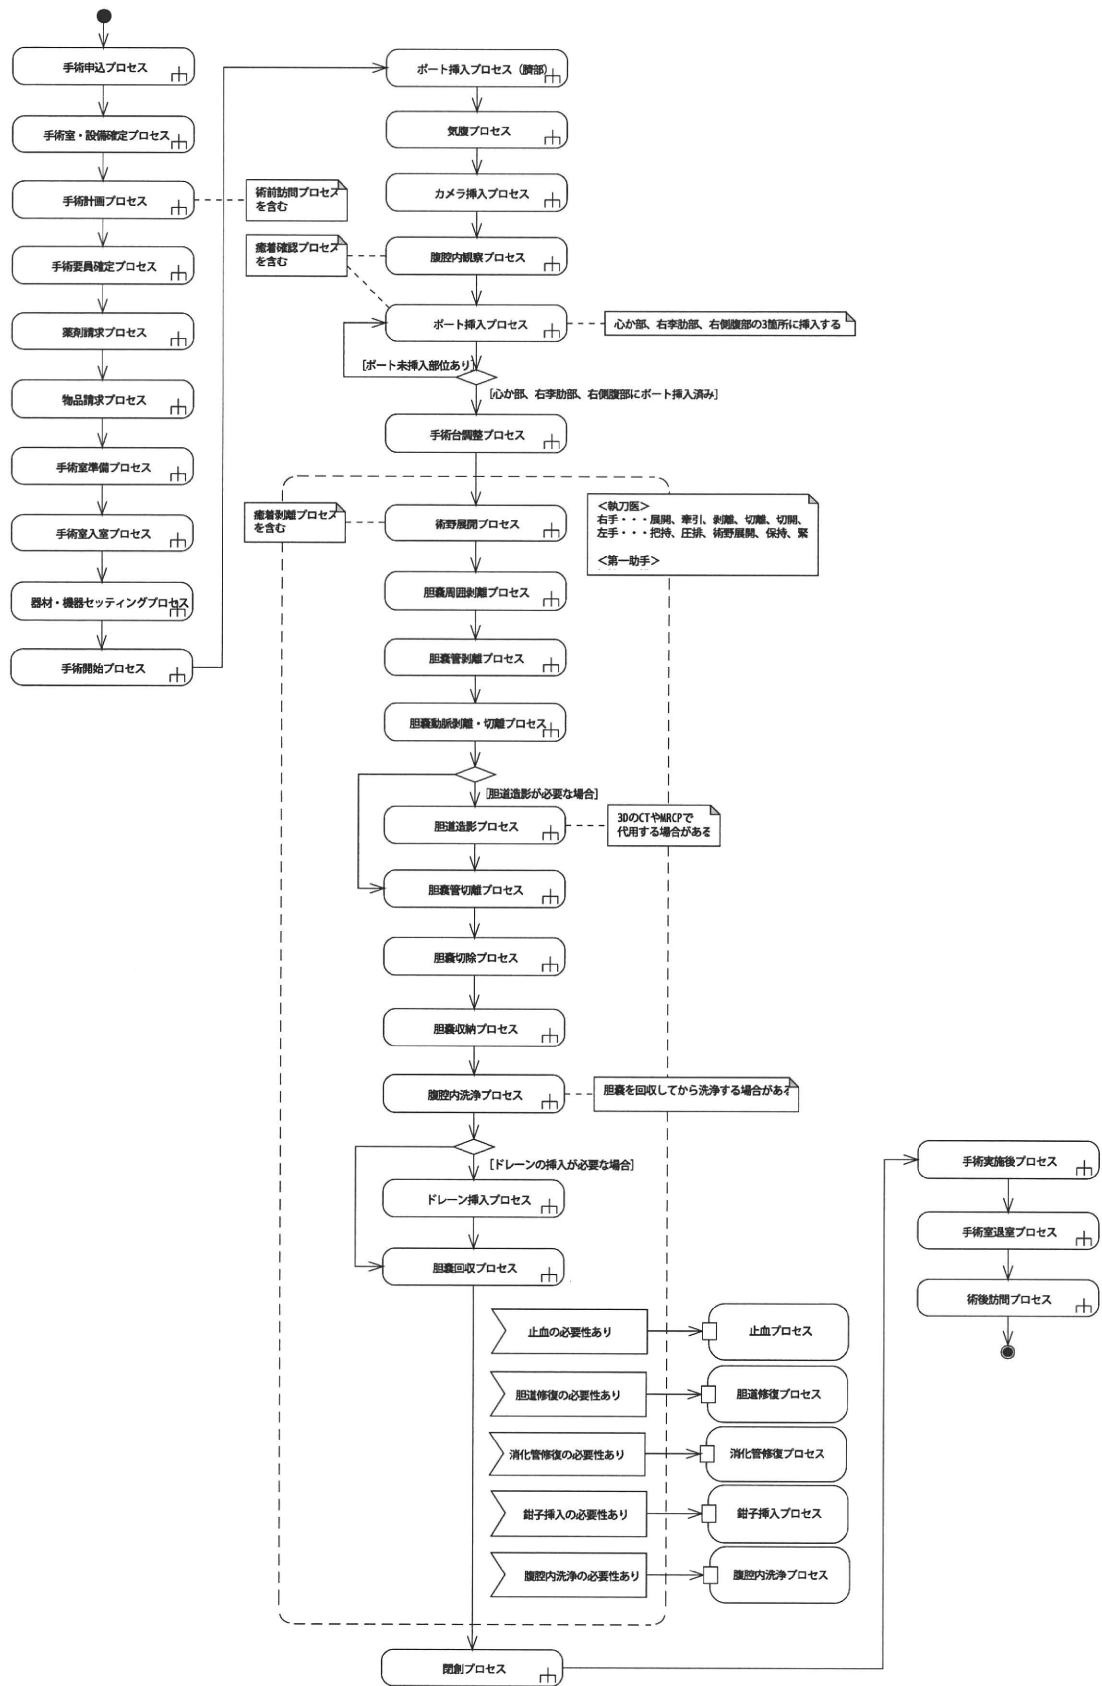 手術申込プロセス
手術室・設備確定プロセス
手術計画プロセス
術前訪問プロセス
を含む
手術要員確定プロセス
薬剤請求プロセス
物品請求プロセス
手術室準備プロセス
手術室入室プロセス
器材・機器セッティングプロセス
手術開始プロセス
ポート挿入プロセス（臍部）
気腹プロセス
カメラ挿入プロセス
癒着確認プロセス
を含む
腹腔内観察プロセス
ポート挿入プロセス
心か部、右季肋部、右側腹部の3箇所に挿入する
[ポート未挿入部位あり]
[心か部、右季肋部、右側腹部にポート挿入済み]
手術台調整プロセス
癒着剥離プロセス
を含む
術野展開プロセス
＜執刀医＞
右手・・・展開、牽引、剥離、切離、切開、
左手・・・把持、圧排、術野展開、保持、緊
＜第一助手＞
胆嚢周囲剥離プロセス
胆嚢管剥離プロセス
胆嚢動脈剥離・切離プロセス
[胆道造影が必要な場合]
胆道造影プロセス
3DのCTやMRCPで
代用する場合がある
胆嚢管切離プロセス
胆嚢切除プロセス
胆嚢収納プロセス
腹腔内洗浄プロセス
胆嚢を回収してから洗浄する場合がある
[ドレーンの挿入が必要な場合]
ドレーン挿入プロセス
胆嚢回収プロセス
止血の必要性あり
止血プロセス
胆道修復の必要性あり
胆道修復プロセス
消化管修復の必要性あり
消化管修復プロセス
鉗子挿入の必要性あり
鉗子挿入プロセス
腹腔内洗浄の必要性あり
腹腔内洗浄プロセス
閉創プロセス
手術実施後プロセス
手術室退室プロセス
術後訪問プロセス